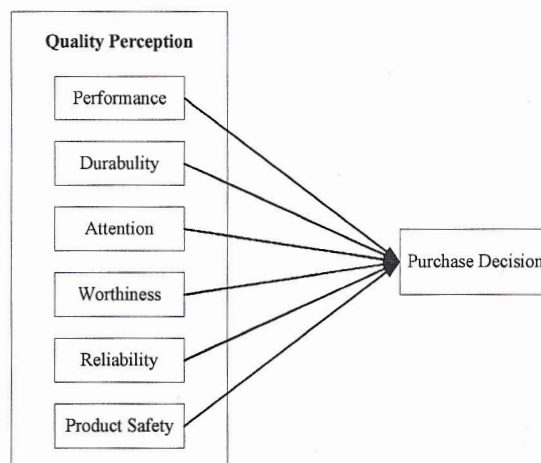 Quality Perception
Performance
Durabulity
Attention
Worthiness
Reliability
Product Safety
Purchase Decision